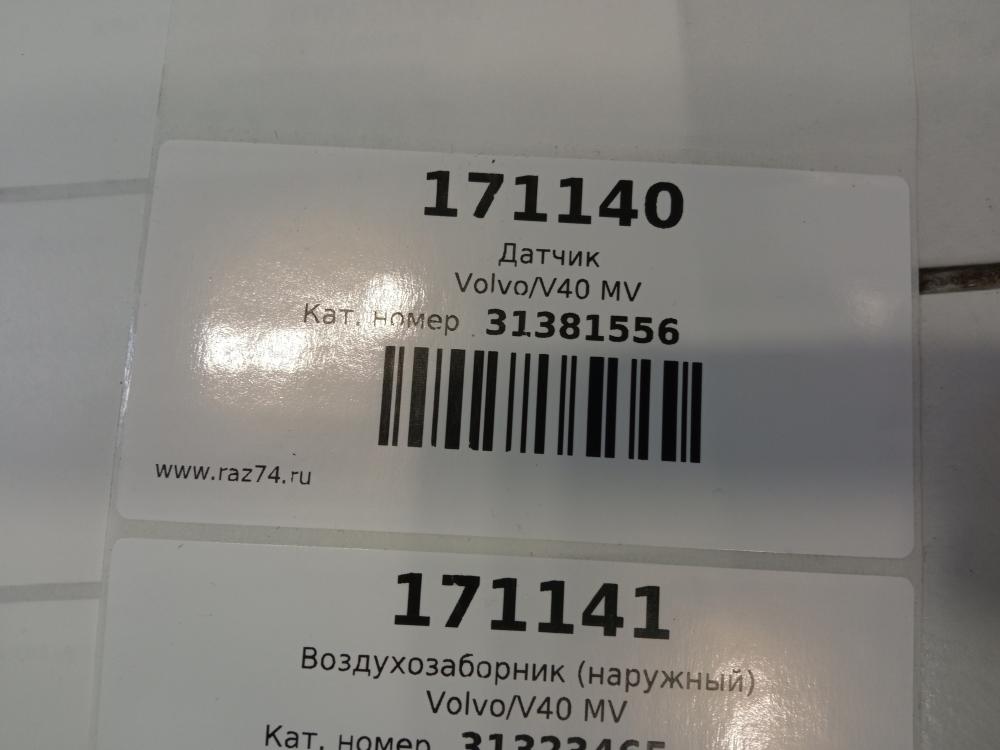 171140
Датчик
Volvo/V40 MV
Кат. номер 31381556
www.raz74.ru
171141
Воздухозаборник (наружный)
Volvo/V40 MV
Кат. номер 31323465